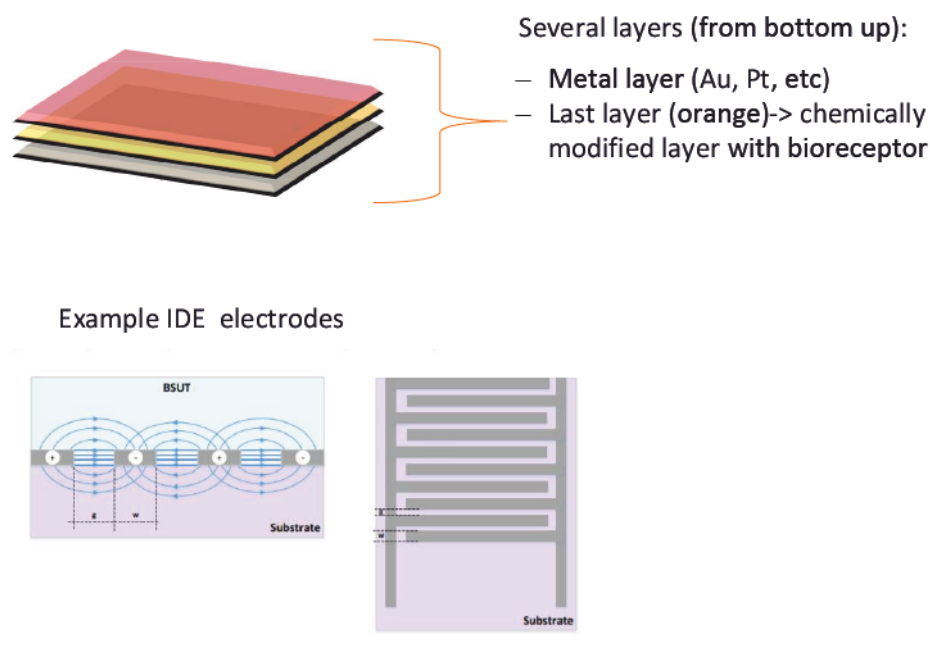 Several layers (from bottom up):
– Metal layer (Au, Pt, etc)
– Last layer (orange)-> chemically
modified layer with bioreceptor
Example IDE electrodes
BSUT
+ - + -
g w
Substrate
g
w
Substrate